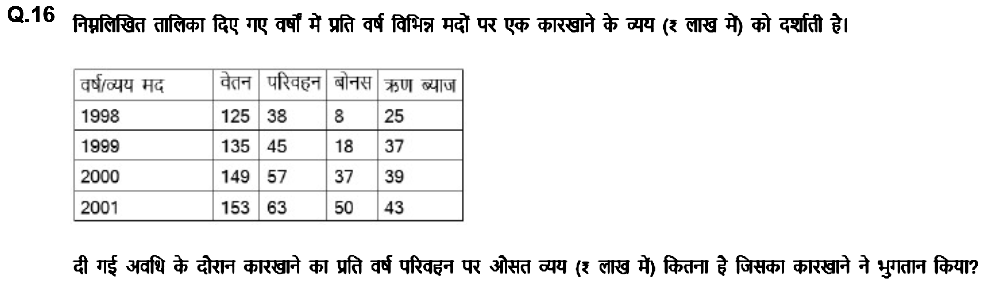 Q.16 निम्नलिखित तालिका दिए गए वर्षों में प्रति वर्ष विभिन्न मदों पर एक कारखाने के व्यय (₹ लाख में) को दर्शाती है।
वर्ष/व्यय मद वेतन परिवहन बोनस ऋण ब्याज
1998 125 38 8 25
1999 135 45 18 37
2000 149 57 37 39
2001 153 63 50 43
दी गई अवधि के दौरान कारखाने का प्रति वर्ष परिवहन पर औसत व्यय (₹ लाख में) कितना है जिसका कारखाने ने भुगतान किया?